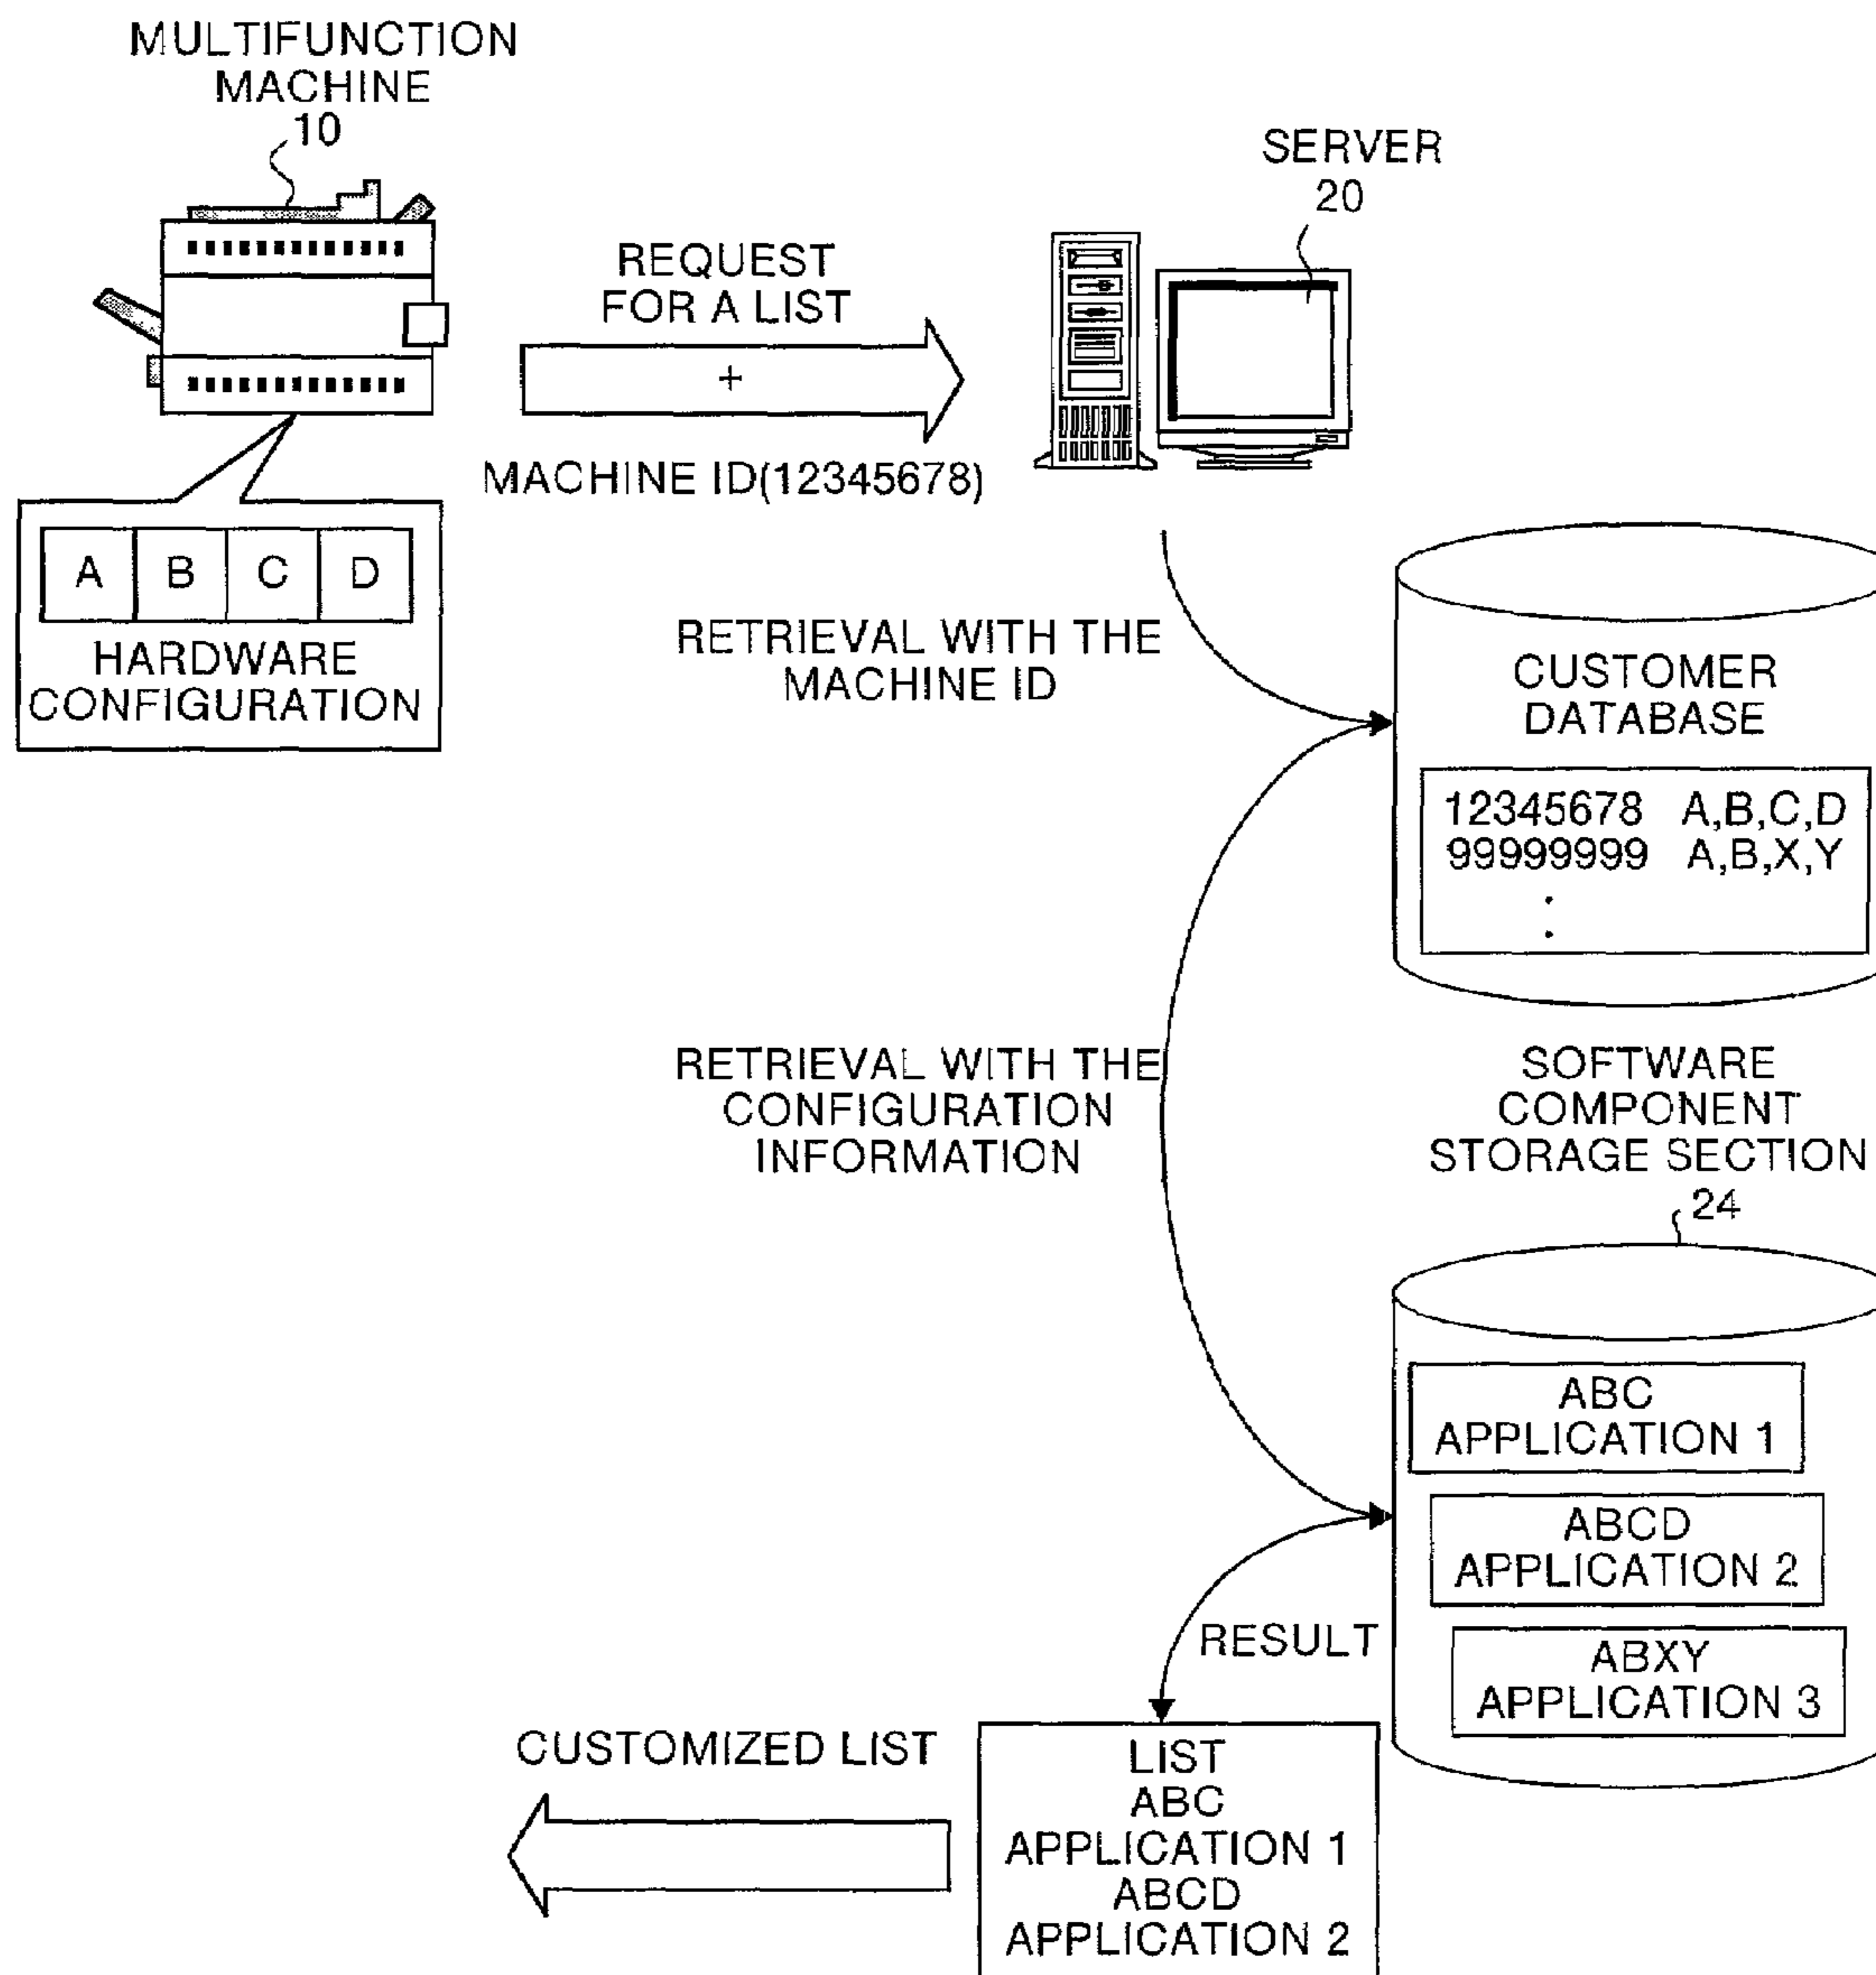 MULTIFUNCTION
MACHINE
10
SERVER
20
REQUEST
FOR A LIST
+
MACHINE ID(12345678)
A B C D
HARDWARE
CONFIGURATION
RETRIEVAL WITH THE
MACHINE ID
CUSTOMER
DATABASE
12345678 A,B,C,D
99999999 A,B,X,Y
.
.
RETRIEVAL WITH THE
CONFIGURATION
INFORMATION
SOFTWARE
COMPONENT
STORAGE SECTION
24
ABC
APPLICATION 1
ABCD
APPLICATION 2
ABXY
APPLICATION 3
RESULT
CUSTOMIZED LIST
LIST
ABC
APPLICATION 1
ABCD
APPLICATION 2